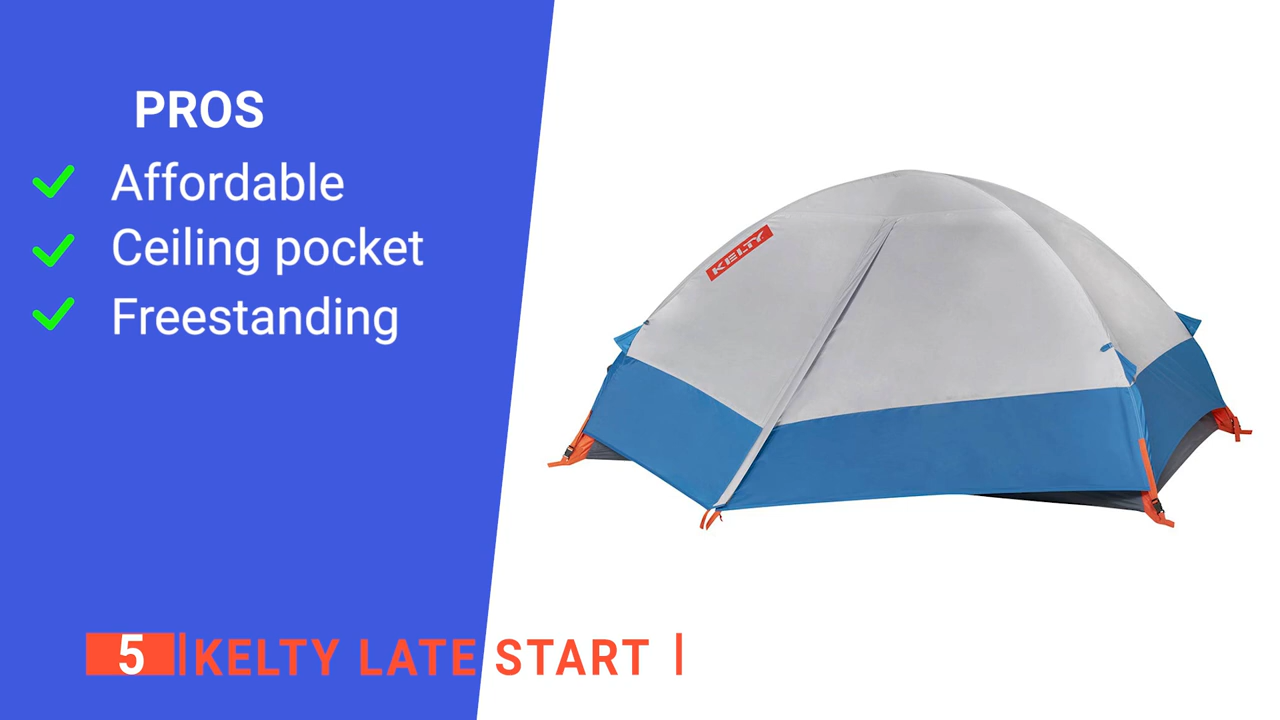 PROS
Affordable
Ceiling pocket
Freestanding
KELTY
5 KELTY LATE START